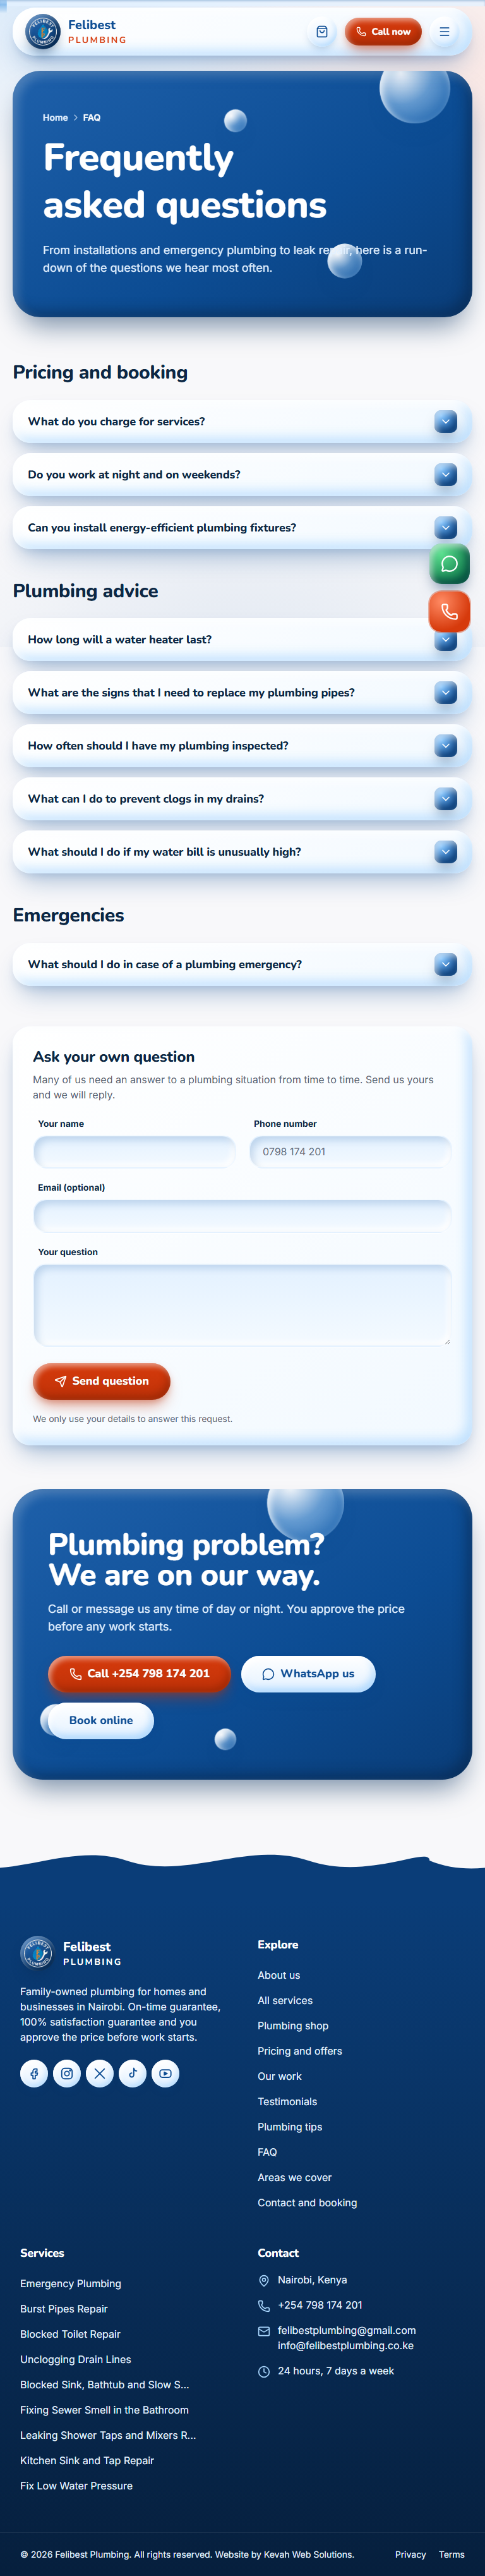 Felibest
PLUMBING
Call now
Home > FAQ
Frequently
asked questions
From installations and emergency plumbing to leak repair, here is a run-
down of the questions we hear most often.
Pricing and booking
What do you charge for services?
Do you work at night and on weekends?
Can you install energy-efficient plumbing fixtures?
Plumbing advice
How long will a water heater last?
What are the signs that I need to replace my plumbing pipes?
How often should I have my plumbing inspected?
What can I do to prevent clogs in my drains?
What should I do if my water bill is unusually high?
Emergencies
What should I do in case of a plumbing emergency?
Ask your own question
Many of us need an answer to a plumbing situation from time to time. Send us yours
and we will reply.
Your name
Phone number
0798 174 201
Email (optional)
Your question
Send question
We only use your details to answer this request.
Plumbing problem?
We are on our way.
Call or message us any time of day or night. You approve the price
before any work starts.
Call +254 798 174 201
WhatsApp us
Book online
Felibest
PLUMBING
Family-owned plumbing for homes and
businesses in Nairobi. On-time guarantee,
100% satisfaction guarantee and you
approve the price before work starts.
Explore
About us
All services
Plumbing shop
Pricing and offers
Our work
Testimonials
Plumbing tips
FAQ
Areas we cover
Contact and booking
Services
Emergency Plumbing
Burst Pipes Repair
Blocked Toilet Repair
Unclogging Drain Lines
Blocked Sink, Bathtub and Slow S...
Fixing Sewer Smell in the Bathroom
Leaking Shower Taps and Mixers R...
Kitchen Sink and Tap Repair
Fix Low Water Pressure
Contact
Nairobi, Kenya
+254 798 174 201
felibestplumbing@gmail.com
info@felibestplumbing.co.ke
24 hours, 7 days a week
© 2026 Felibest Plumbing. All rights reserved. Website by Kevah Web Solutions.
Privacy
Terms